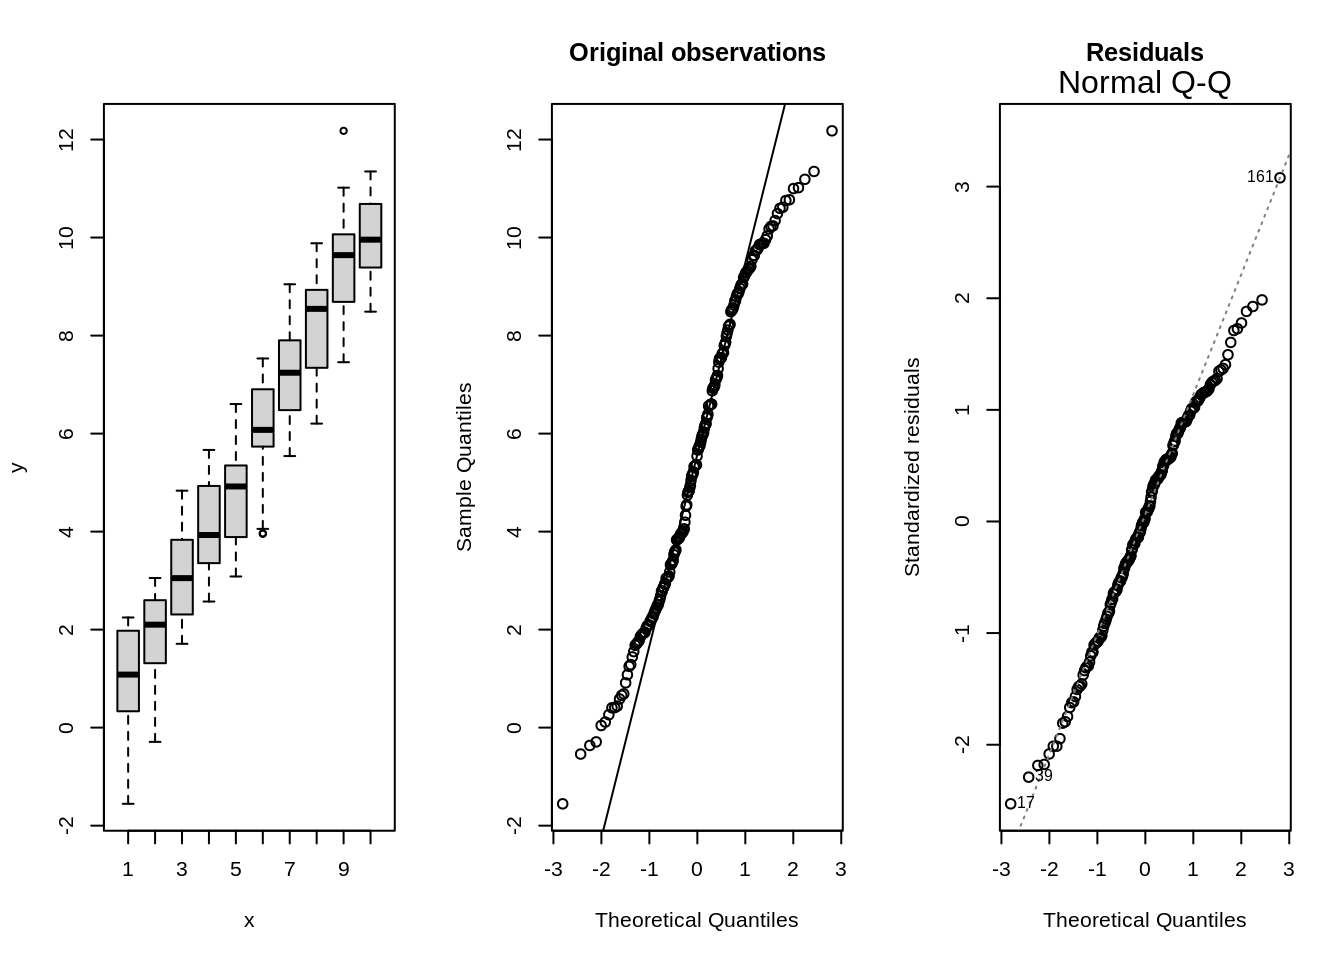 y
12
10
8
6
4
2
0
-2
1 3 5 7 9
x
Original observations
Sample Quantiles
12
10
8
6
4
2
0
-2
-3 -2 -1 0 1 2 3
Theoretical Quantiles
Residuals
Normal Q-Q
Standardized residuals
3
2
1
0
-1
-2
161
39
17
-3 -2 -1 0 1 2 3
Theoretical Quantiles